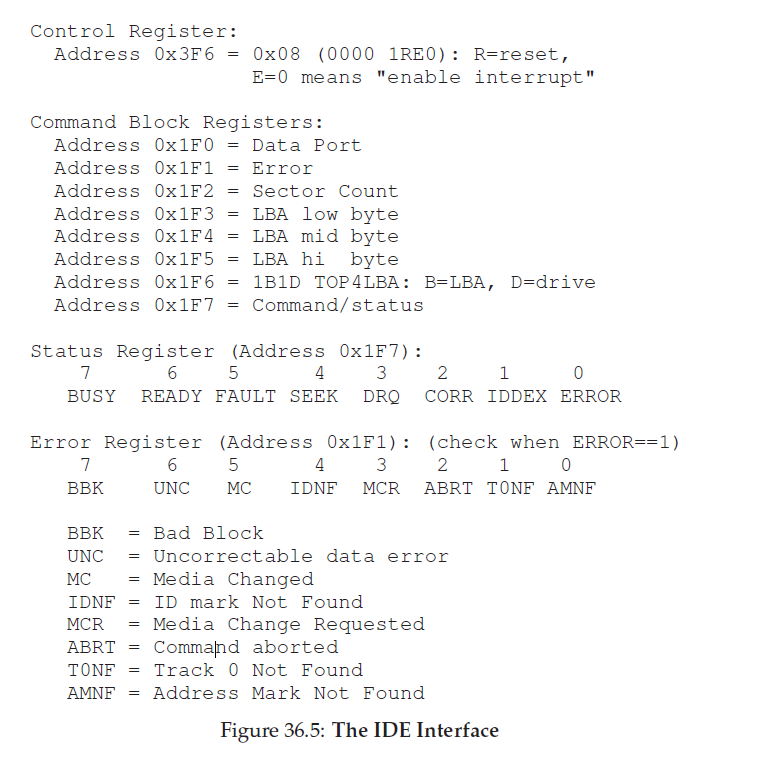 Control Register:
Address 0x3F6 = 0x08 (0000 1RE0): R=reset,
E=0 means "enable interrupt"
Command Block Registers:
Address 0x1F0 = Data Port
Address 0x1F1 = Error
Address 0x1F2 = Sector Count
Address 0x1F3 = LBA low byte
Address 0x1F4 = LBA mid byte
Address 0x1F5 = LBA hi  byte
Address 0x1F6 = 1B1D TOP4LBA: B=LBA, D=drive
Address 0x1F7 = Command/status
Status Register (Address 0x1F7):
7 6 5 4 3 2 1 0
BUSY READY FAULT SEEK DRQ CORR IDDEX ERROR
Error Register (Address 0x1F1): (check when ERROR==1)
7 6 5 4 3 2 1 0
BBK UNC MC IDNF MCR ABRT T0NF AMNF
BBK = Bad Block
UNC = Uncorrectable data error
MC = Media Changed
IDNF = ID mark Not Found
MCR = Media Change Requested
ABRT = Command aborted
T0NF = Track 0 Not Found
AMNF = Address Mark Not Found
Figure 36.5: The IDE Interface